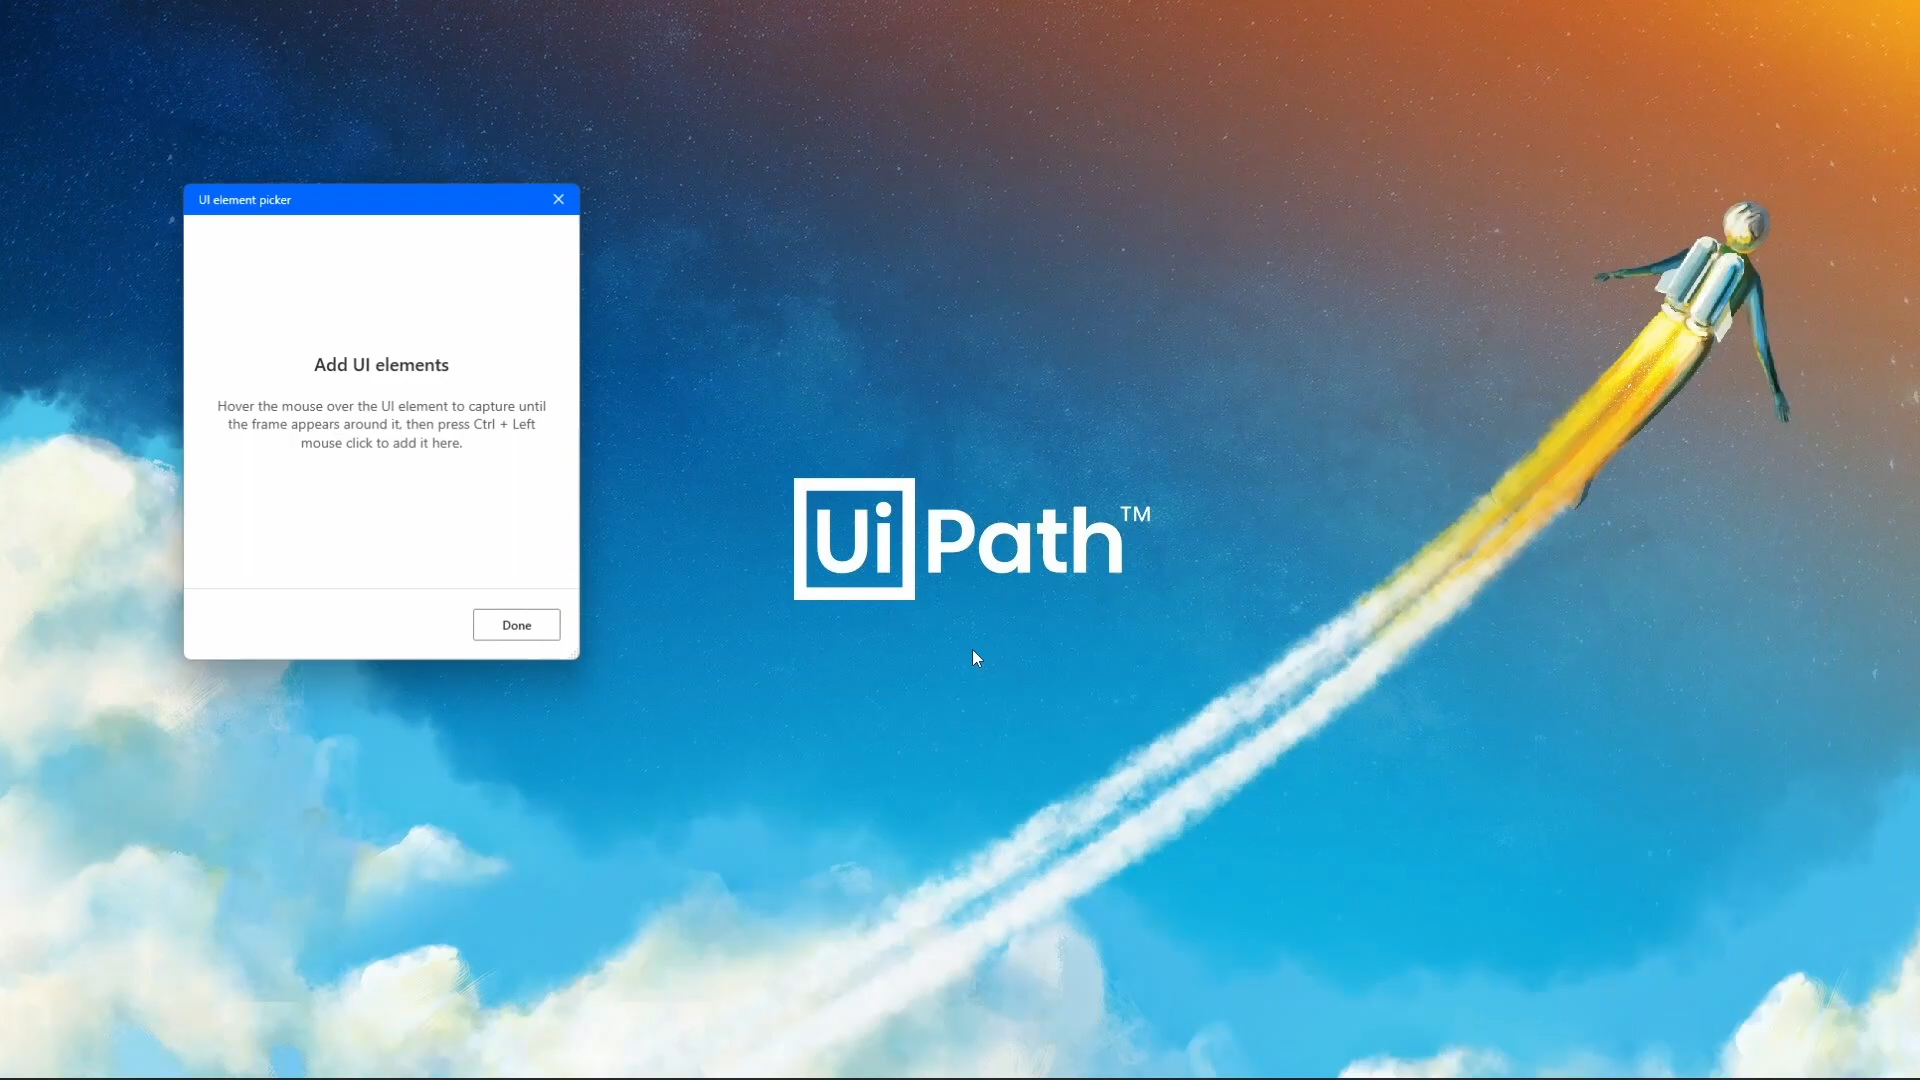 UI element picker
Add UI elements
Hover the mouse over the UI element to capture until
the frame appears around it, then press Ctrl + Left
mouse click to add it here.
Done
UiPath™